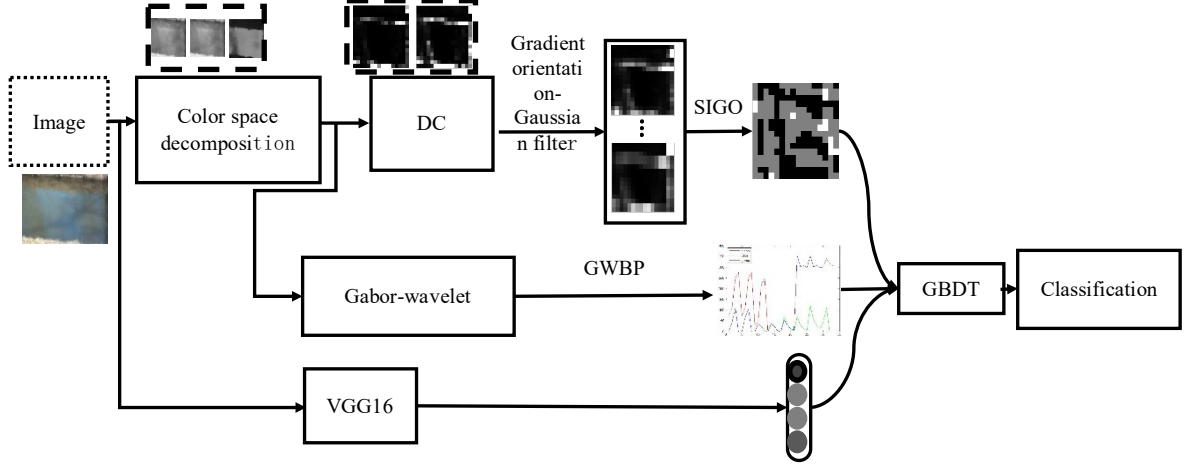 Image
Color space
decomposition
DC
Gradient
orientati
on-
Gaussia
n filter
SIGO
Gabor-wavelet
GWBP
GBDT
Classification
VGG16